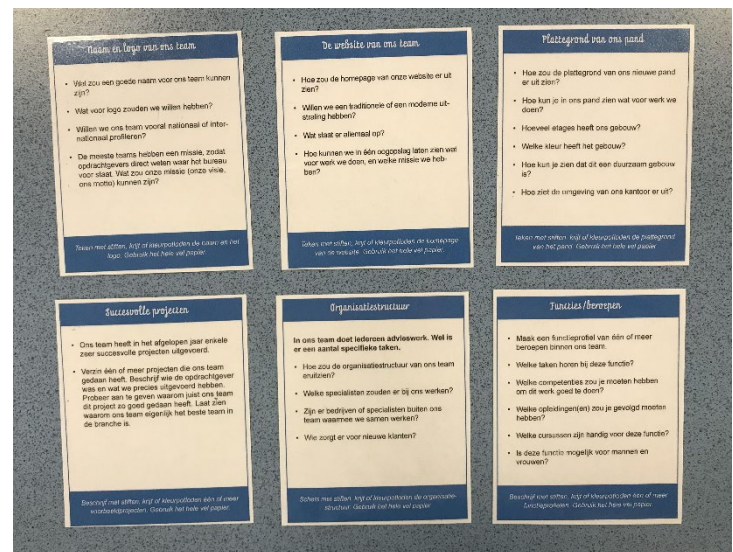 Naam en logo van ons team
• Wat zou een goede naam voor ons team kunnen
zijn?
• Wat voor logo zouden we willen hebben?
• Willen we ons team vooral nationaal of inter-
nationaal profileren?
• De meeste teams hebben een missie, zodat
opdrachtgevers direct weten waar het bureau
voor staat. Wat zou onze missie (onze visie,
ons motto) kunnen zijn?
Teken met stiften, krijt of kleurpotloden de naam en het
logo. Gebruik het hele vel papier.
De website van ons team
• Hoe zou de homepage van onze website er uit
zien?
• Willen we een traditionele of een moderne uit-
straling hebben?
• Wat staat er allemaal op?
• Hoe kunnen we in één oogopslag laten zien wat
voor werk we doen, en welke missie we heb-
ben?
Teken met stiften, krijt of kleurpotloden de homepage
van de website. Gebruik het hele vel papier.
Plattegrond van ons pand
• Hoe zou de plattegrond van ons nieuwe pand
er uit zien?
• Hoe kun je in ons pand zien wat voor werk we
doen?
• Hoeveel etages heeft ons gebouw?
• Welke kleur heeft het gebouw?
• Hoe kun je zien dat dit een duurzaam gebouw
is?
• Hoe ziet de omgeving van ons kantoor er uit?
Teken met stiften, krijt of kleurpotloden de plattegrond
van het pand. Gebruik het hele vel papier.
Succesvolle projecten
• Ons team heeft in het afgelopen jaar enkele
zeer succesvolle projecten uitgevoerd.
• Verzin één of meer projecten die ons team
gedaan heeft. Beschrijf wie de opdrachtgever
was en wat we precies uitgevoerd hebben.
Probeer aan te geven waarom juist ons team
dit project zo goed gedaan heeft. Laat zien
waarom ons team eigenlijk het beste team in
de branche is.
Beschrijf met stiften, krijt of kleurpotloden één of meer
voorbeeldprojecten. Gebruik het hele vel papier.
Organisatiestructuur
In ons team doet iedereen advieswerk. Wel is
er een aantal specifieke taken.
• Hoe zou de organisatiestructuur van ons team
eruitzien?
• Welke specialisten zouden er bij ons werken?
• Zijn er bedrijven of specialisten buiten ons
team waarmee we samen werken?
• Wie zorgt er voor nieuwe klanten?
Schets met stiften, krijt of kleurpotloden de organisatie-
structuur. Gebruik het hele vel papier.
Functies/beroepen
• Maak een functieprofiel van één of meer
beroepen binnen ons team.
• Welke taken horen bij deze functie?
• Welke competenties zou je moeten hebben
om dit werk goed te doen?
• Welke opleidingen(en) zou je gevolgd moeten
hebben?
• Welke cursussen zijn handig voor deze functie?
• Is deze functie mogelijk voor mannen en
vrouwen?
Beschrijf met stiften, krijt of kleurpotloden één of meer
functieprofielen. Gebruik het hele vel papier.